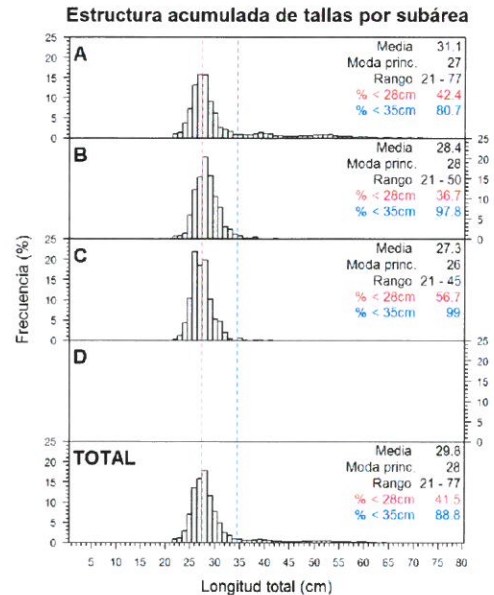 Estructura acumulada de tallas por subárea
25
20
15
10
5
0
A
Media 31.1
Moda princ. 27
Rango 21 - 77
% < 28cm 42.4
% < 35cm 80.7
B
Media 28.4
Moda princ. 28
Rango 21 - 50
% < 28cm 36.7
% < 35cm 97.8
25
20
15
10
5
0
25
20
15
10
5
0
C
Media 27.3
Moda princ. 26
Rango 21 - 45
% < 28cm 56.7
% < 35cm 99
D
25
20
15
10
5
0
25
20
15
10
5
0
TOTAL
Media 29.8
Moda princ. 28
Rango 21 - 77
% < 28cm 41.5
% < 35cm 88.8
Frecuencia (%)
5 10 15 20 25 30 35 40 45 50 55 60 65 70 75 80
Longitud total (cm)